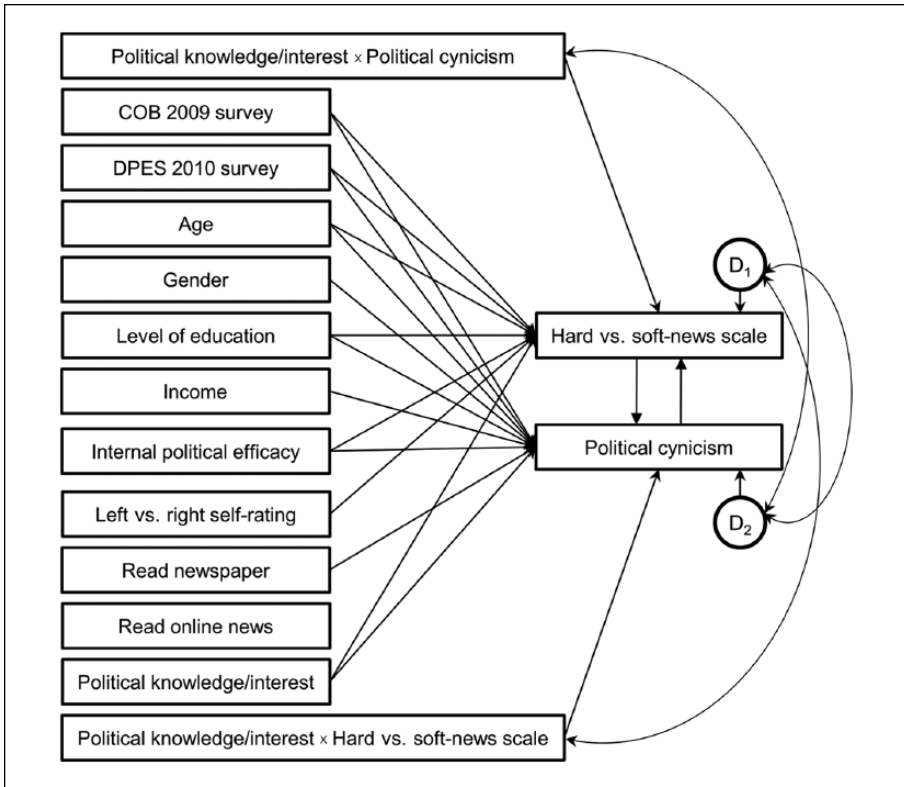 Political knowledge/interest × Political cynicism
COB 2009 survey
DPES 2010 survey
Age
Gender
Level of education
Income
Internal political efficacy
Left vs. right self-rating
Read newspaper
Read online news
Political knowledge/interest
Political knowledge/interest × Hard vs. soft-news scale
D₁
Hard vs. soft-news scale
Political cynicism
D₂